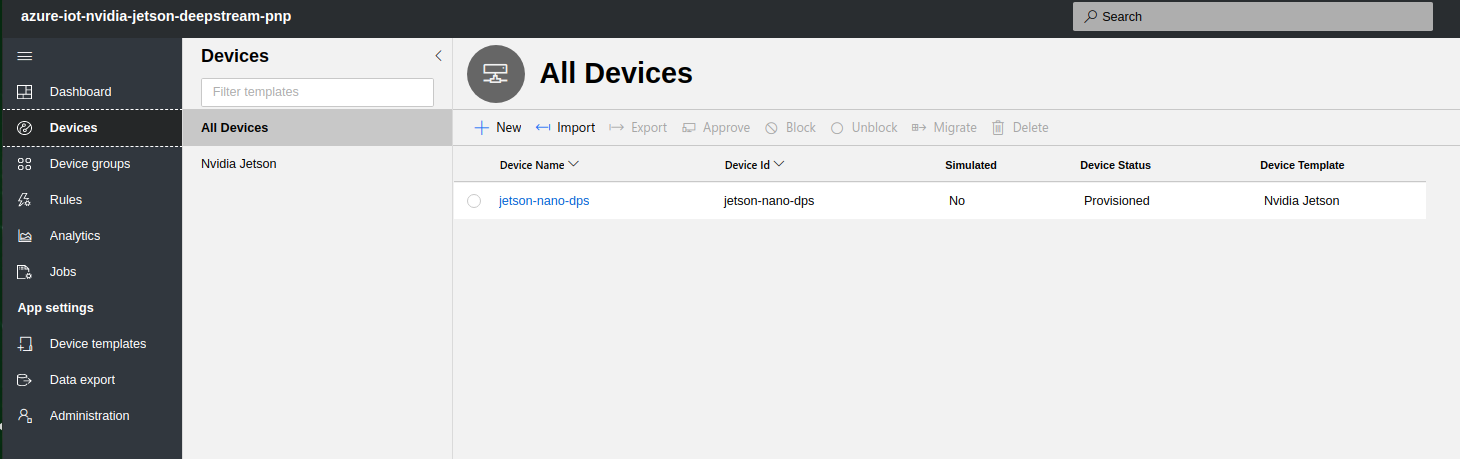 azure-iot-nvidia-jetson-deepstream-pnp
Search
Dashboard
Devices
Device groups
Rules
Analytics
Jobs
App settings
Device templates
Data export
Administration
Devices
Filter templates
All Devices
Nvidia Jetson
All Devices
New Import Export Approve Block Unblock Migrate Delete
Device Name Device Id Simulated Device Status Device Template
jetson-nano-dps jetson-nano-dps No Provisioned Nvidia Jetson